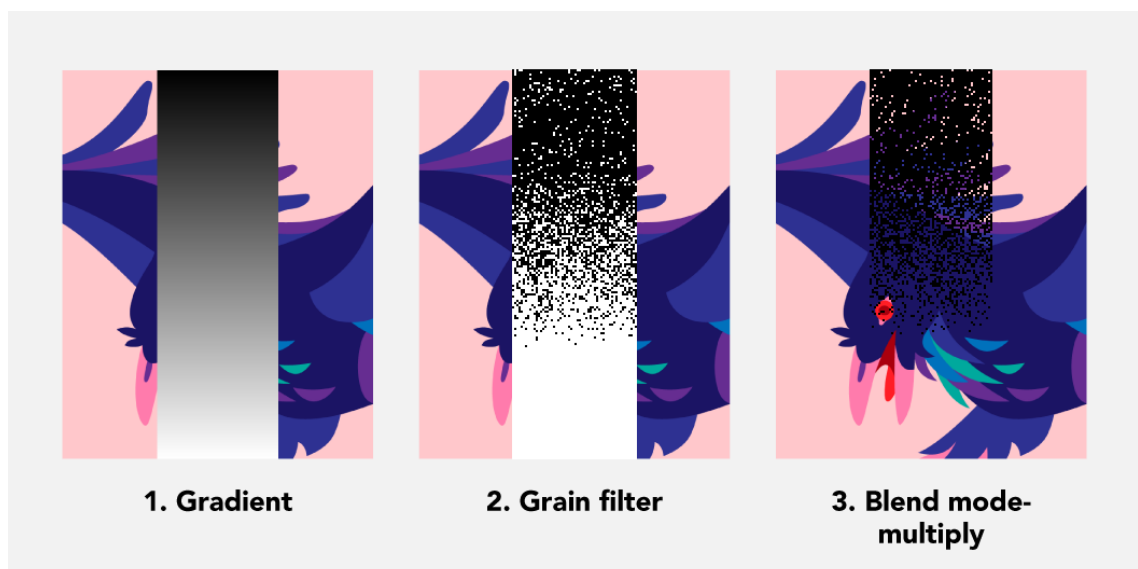 1. Gradient
2. Grain filter
3. Blend mode-
multiply